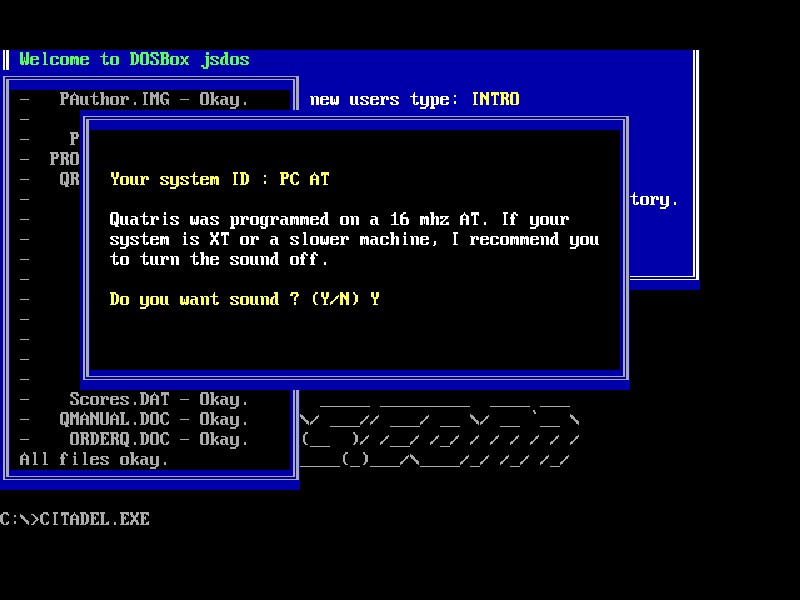 Welcome to DOSBox jsdos
- PAuthor.IMG - Okay.
new users type: INTRO
-
- P
- PRO
- QR
Your system ID : PC AT
- tory.
- Quatris was programmed on a 16 mhz AT. If your
- system is XT or a slower machine, I recommend you
- to turn the sound off.
-
- Do you want sound ? (Y/N) Y
-
-
-
-
- Scores.DAT - Okay.
- QMANUAL.DOC - Okay.
- ORDERQ.DOC - Okay.
All files okay.
C:\>CITADEL.EXE